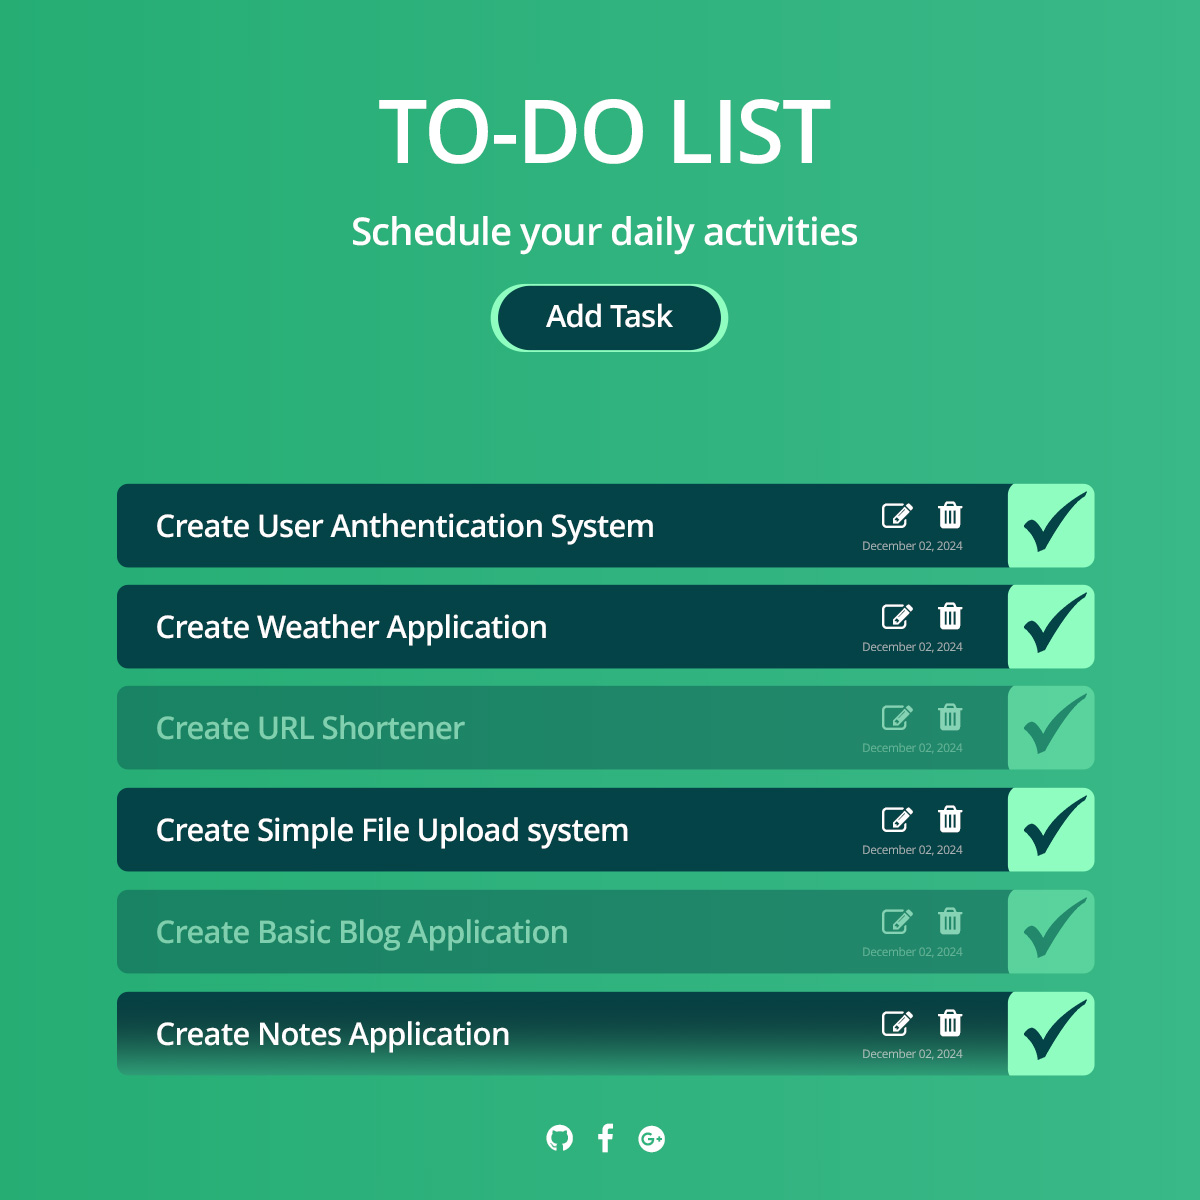 TO-DO LIST
Schedule your daily activities
Add Task
Create User Anthentication System
December 02, 2024
Create Weather Application
December 02, 2024
Create URL Shortener
December 02, 2024
Create Simple File Upload system
December 02, 2024
Create Basic Blog Application
December 02, 2024
Create Notes Application
December 02, 2024